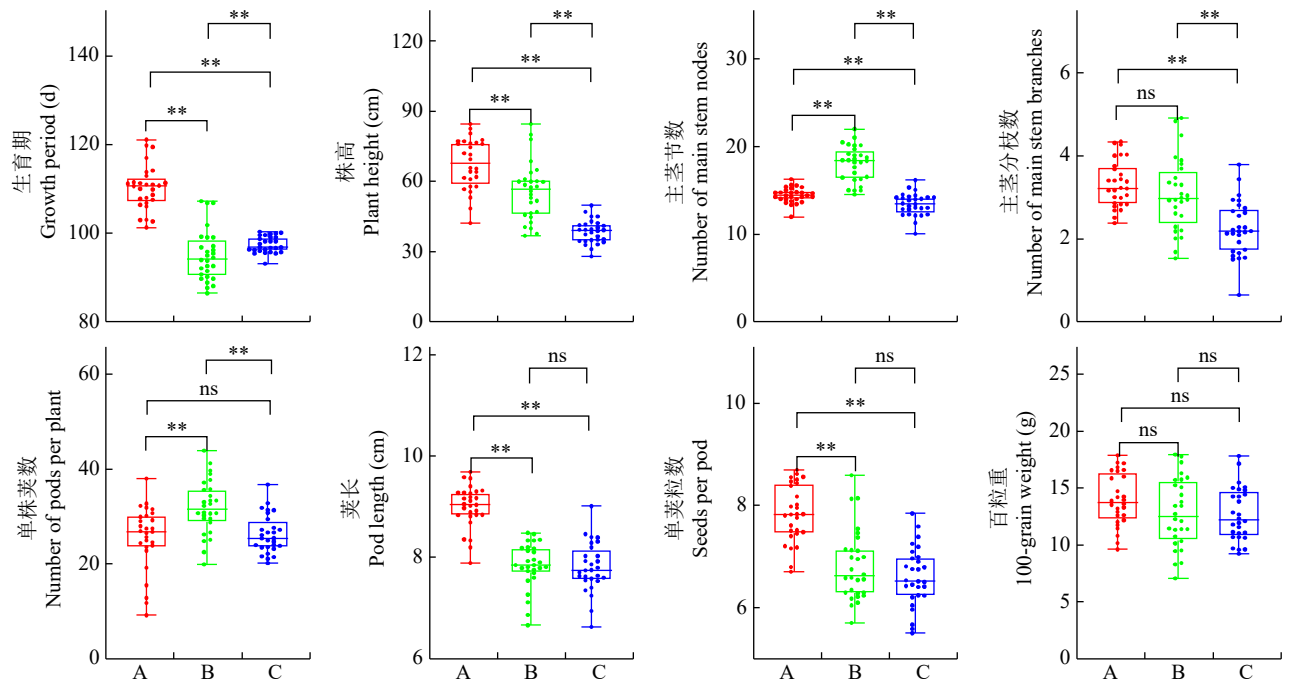 生育期
Growth period (d)
150
120
100
80
**
**
**
株高
Plant height (cm)
120
90
60
30
0
**
**
**
主茎节数
Number of main stem nodes
30
20
10
0
**
**
**
主茎分枝数
Number of main stem branches
6
4
2
0
**
**
ns
单株荚数
Number of pods per plant
60
40
20
0
**
ns
**
A
B
C
荚长
Pod length (cm)
12
10
8
6
ns
**
**
A
B
C
单荚粒数
Seeds per pod
10
8
6
ns
**
**
A
B
C
百粒重
100-grain weight (g)
25
20
15
10
5
0
ns
ns
ns
A
B
C